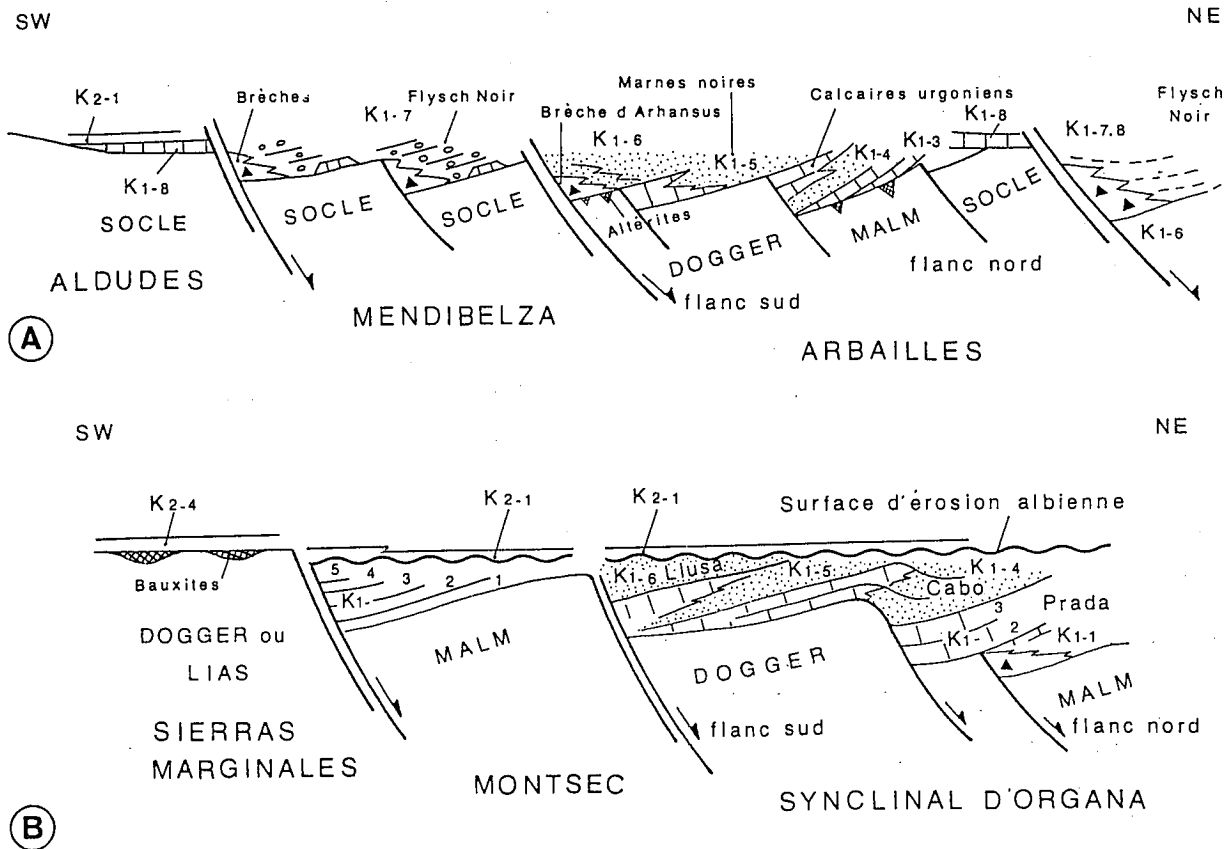 SW
NE
K2-1
Brèches
K1-7
Flysch Noir
Marnes noires
Brèche d'Arhansus
K1-6
Calcaires urgoniens
K1-8
K1-3
K1-4
K1-5
K1-7,8
Flysch
Noir
K1-8
SOCLE
SOCLE
SOCLE
Altérites
DOGGER
MALM
SOCLE
K1-6
ALDUDES
flanc sud
flanc nord
MENDIBELZA
ARBAILLES
A
SW
NE
K2-4
K2-1
K2-1
Surface d'érosion albienne
Bauxites
5
4
3
2
1
K1-
K1-6 Llusa
K1-5
K1-4
Cabo
3
Prada
K1-
2
K1-1
DOGGER ou
LIAS
MALM
DOGGER
MALM
SIERRAS
MARGINALES
flanc sud
flanc nord
MONTSEC
SYNCLINAL D'ORGANA
B